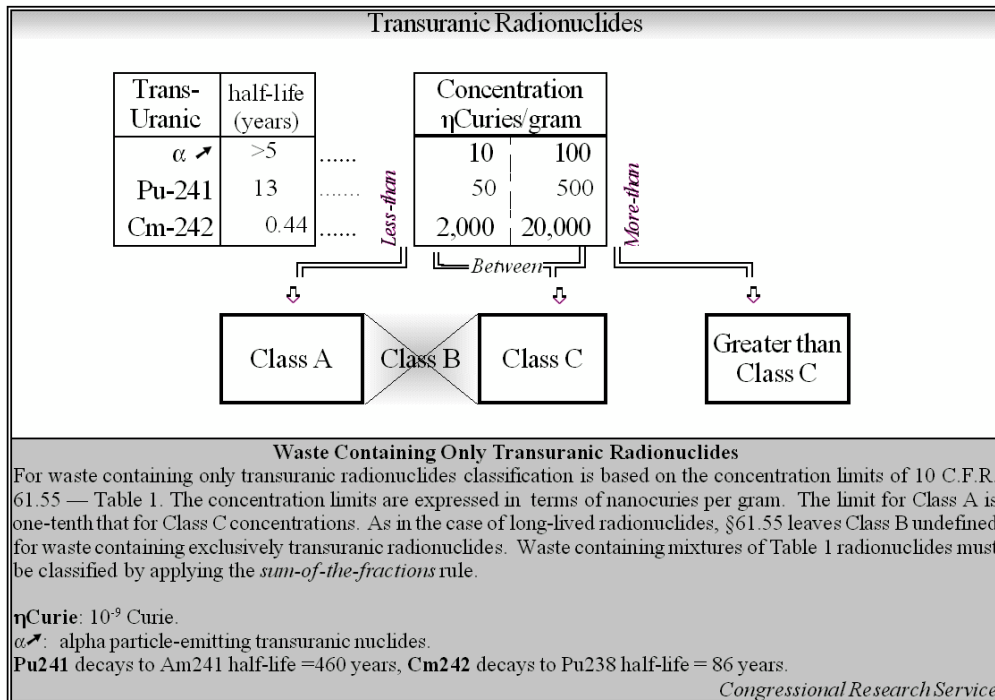 Transuranic Radionuclides
Trans-Uranic half-life (years)
α ➚ >5 ......
Pu-241 13 .......
Cm-242 0.44 ......
Less-than
Concentration
ηCuries/gram
10 100
50 500
2,000 20,000
More-than
Between
Class A
Class B
Class C
Greater than
Class C
Waste Containing Only Transuranic Radionuclides
For waste containing only transuranic radionuclides classification is based on the concentration limits of 10 C.F.R.
61.55 — Table 1. The concentration limits are expressed in terms of nanocuries per gram. The limit for Class A is
one-tenth that for Class C concentrations. As in the case of long-lived radionuclides, §61.55 leaves Class B undefined
for waste containing exclusively transuranic radionuclides. Waste containing mixtures of Table 1 radionuclides must
be classified by applying the sum-of-the-fractions rule.
ηCurie: 10⁻⁹ Curie.
α➚: alpha particle-emitting transuranic nuclides.
Pu241 decays to Am241 half-life =460 years, Cm242 decays to Pu238 half-life = 86 years.
Congressional Research Service